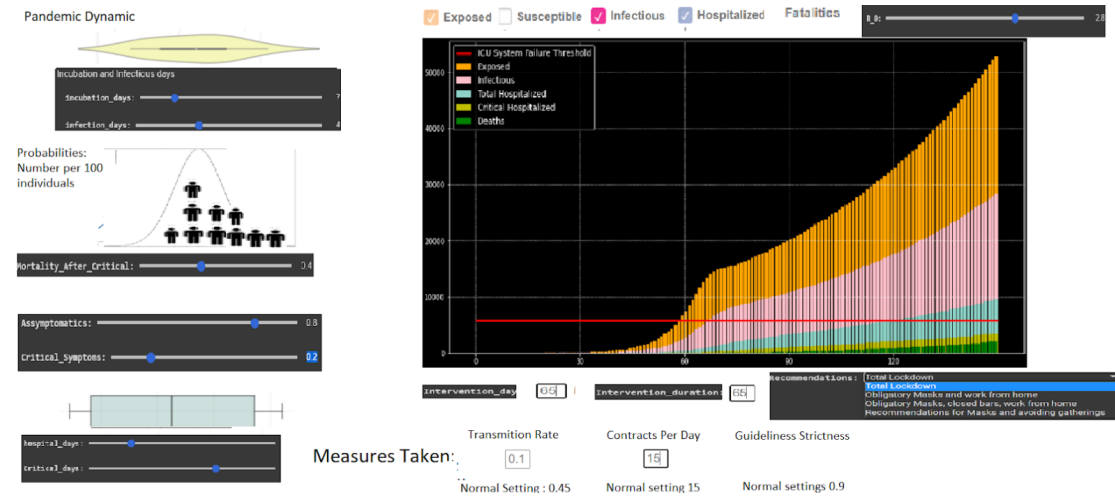 Pandemic Dynamic
Incubation and Infectious days
incubation_days: 7
infection_days: 4
Probabilities:
Number per 100
individuals
Mortality_After_Critical: 0.4
Assymptomatics: 0.8
Critical_Symptoms: 0.2
hospital_days:
Critical_days:
Exposed Susceptible Infectious Hospitalized Fatalities
R_0: 2.8
ICU System Failure Threshold
Exposed
Infectious
Total Hospitalized
Critical Hospitalized
Deaths
50000
40000
30000
20000
10000
0
0 30 60 90 120
Intervention_day 65
Intervention_duration: 65
Recommendations: Total Lockdown
Total Lockdown
Obligatory Masks and work from home
Obligatory Masks, closed bars, work from home
Recommendations for Masks and avoiding gatherings
Measures Taken:
Transmition Rate Contracts Per Day Guideliness Strictness
0.1 15
Normal Setting : 0.45 Normal setting 15 Normal settings 0.9